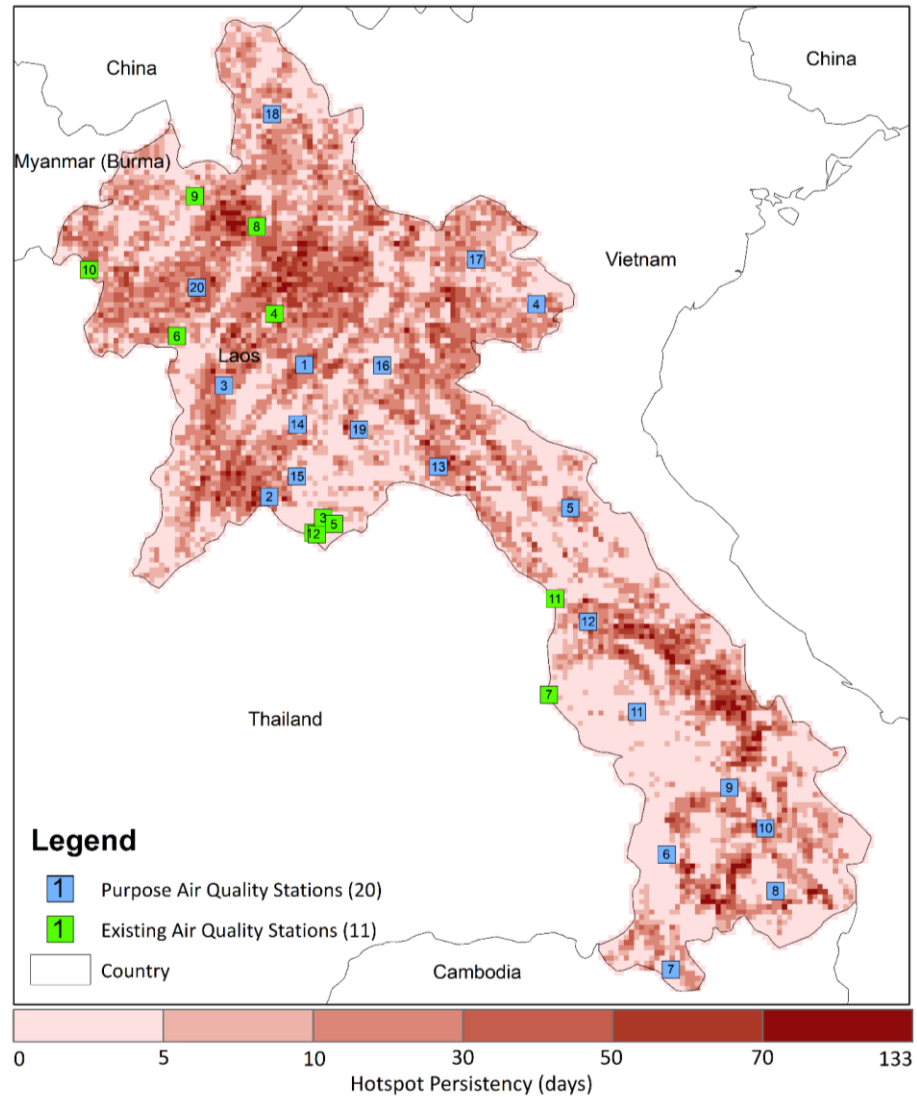 China
China
18
Myanmar (Burma)
9
8
17
Vietnam
10
20
4
4
6
Laos
1
16
3
14
19
13
15
2
5
3
5
12
11
12
7
11
Thailand
9
10
6
8
7
Legend
1 Purpose Air Quality Stations (20)
1 Existing Air Quality Stations (11)
Country
Cambodia
0 5 10 30 50 70 133
Hotspot Persistency (days)